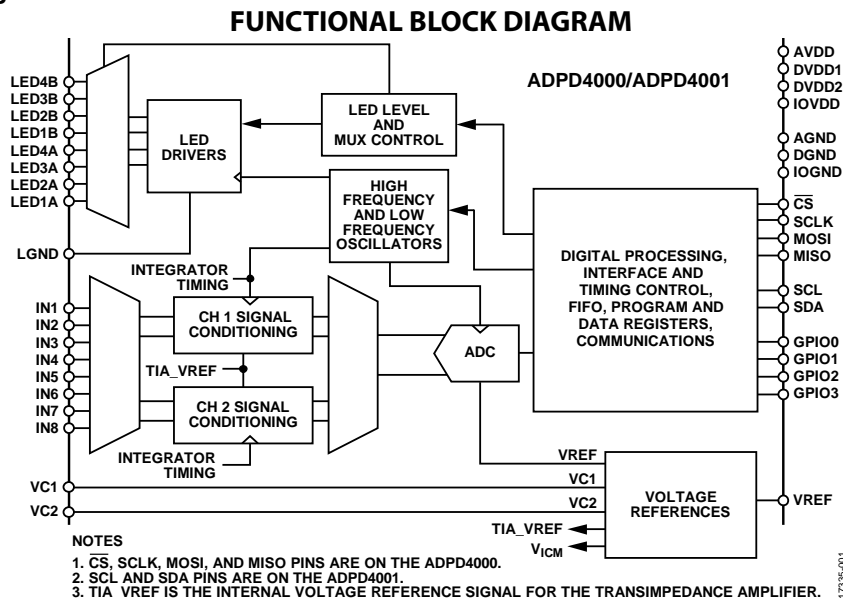 FUNCTIONAL BLOCK DIAGRAM
ADPD4000/ADPD4001
LED4B
LED3B
LED2B
LED1B
LED4A
LED3A
LED2A
LED1A
LGND
LED
DRIVERS
LED LEVEL
AND
MUX CONTROL
HIGH
FREQUENCY
AND LOW
FREQUENCY
OSCILLATORS
INTEGRATOR
TIMING
IN1
IN2
IN3
IN4
IN5
IN6
IN7
IN8
CH 1 SIGNAL
CONDITIONING
TIA_VREF
CH 2 SIGNAL
CONDITIONING
INTEGRATOR
TIMING
ADC
DIGITAL PROCESSING,
INTERFACE AND
TIMING CONTROL,
FIFO, PROGRAM AND
DATA REGISTERS,
COMMUNICATIONS
AVDD
DVDD1
DVDD2
IOVDD
AGND
DGND
IOGND
CS
SCLK
MOSI
MISO
SCL
SDA
GPIO0
GPIO1
GPIO2
GPIO3
VC1
VC2
VREF
VC1
VC2
TIA_VREF
VICM
VOLTAGE
REFERENCES
VREF
NOTES
1. CS, SCLK, MOSI, AND MISO PINS ARE ON THE ADPD4000.
2. SCL AND SDA PINS ARE ON THE ADPD4001.
3. TIA_VREF IS THE INTERNAL VOLTAGE REFERENCE SIGNAL FOR THE TRANSIMPEDANCE AMPLIFIER.